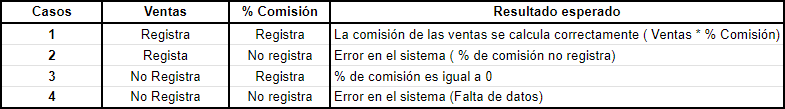 Casos Ventas % Comisión Resultado esperado
1 Registra Registra La comisión de las ventas se calcula correctamente ( Ventas * % Comisión)
2 Regista No registra Error en el sistema ( % de comisión no registra)
3 No Registra Registra % de comisión es igual a 0
4 No Registra No registra Error en el sistema (Falta de datos)